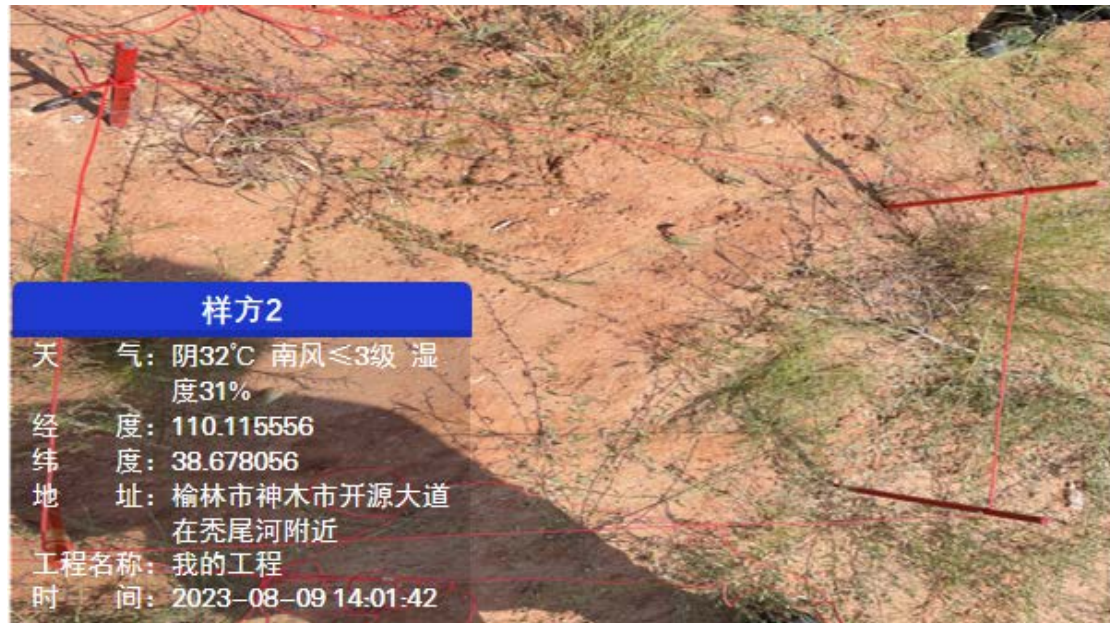 样方2
天 气：阴32℃ 南风≤3级 湿
度31%
经 度：110.115556
纬 度：38.678056
地 址：榆林市神木市开源大道
在秃尾河附近
工程名称：我的工程
时 间：2023-08-09 14:01:42